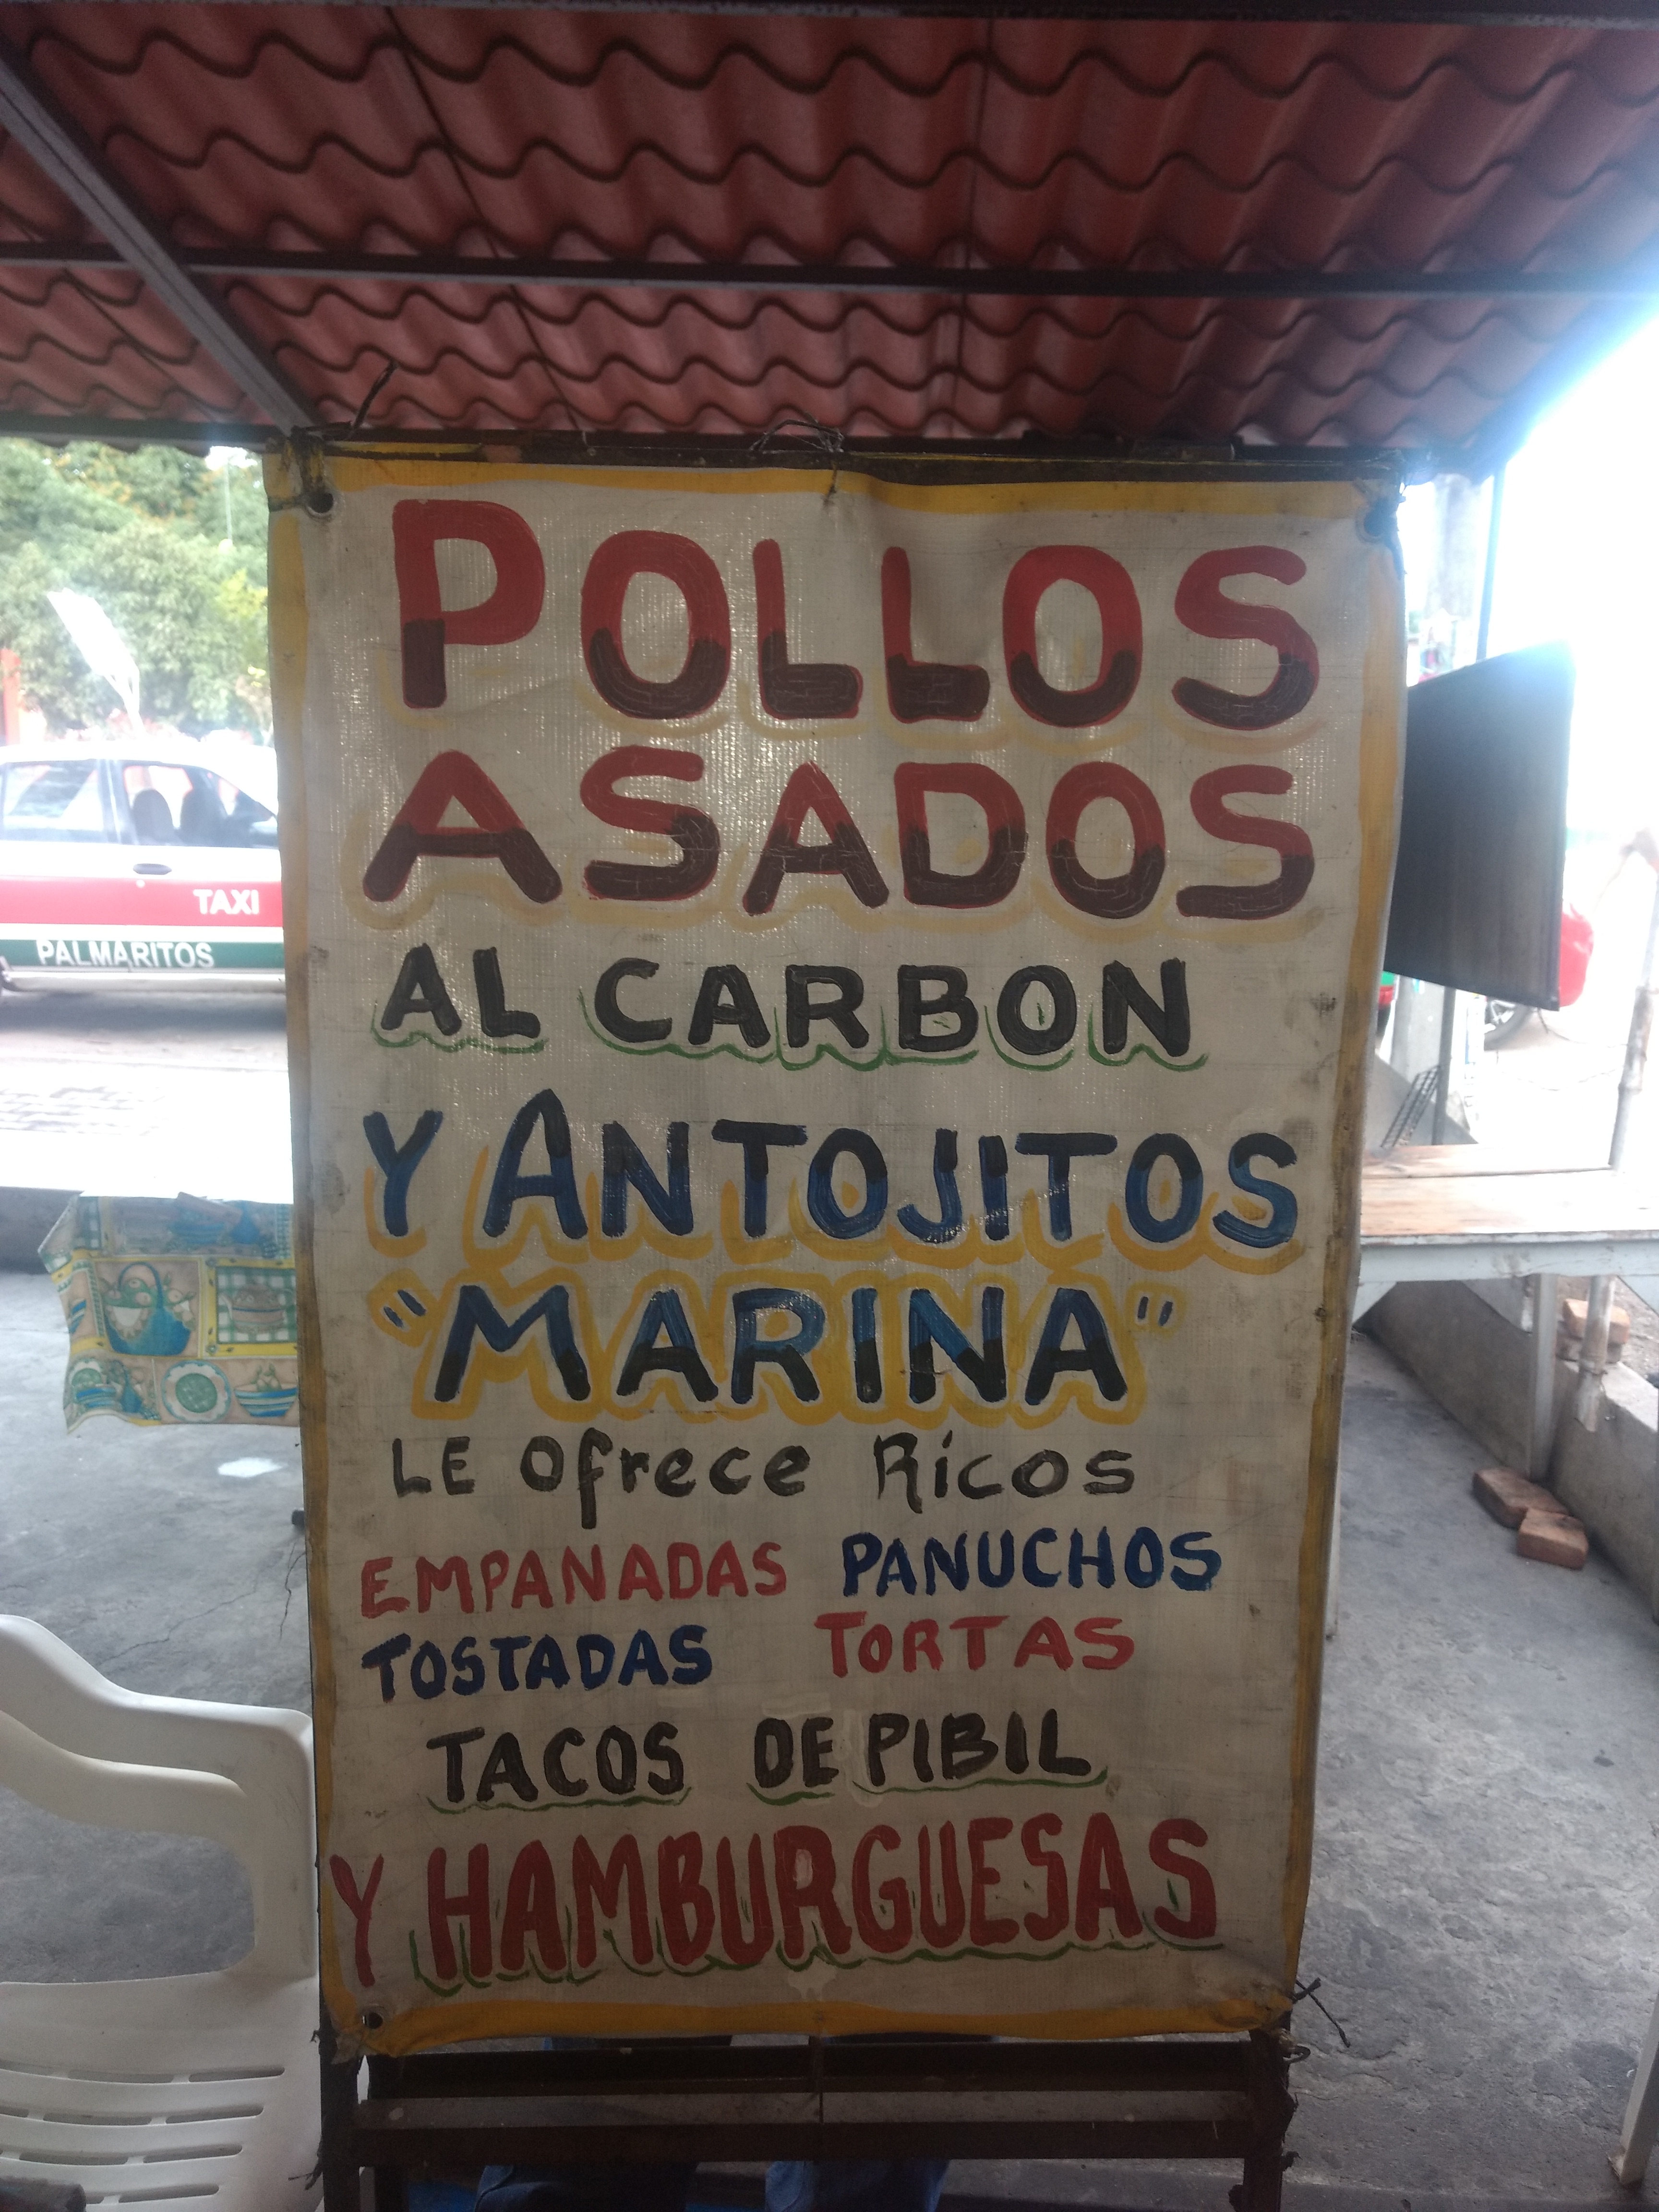 POLLOS
ASADOS
AL CARBON
Y ANTOJITOS
"MARINA"
LE Ofrece Ricos
EMPANADAS PANUCHOS
TOSTADAS TORTAS
TACOS DE PIBIL
Y HAMBURGUESAS
TAXI
PALMARITOS